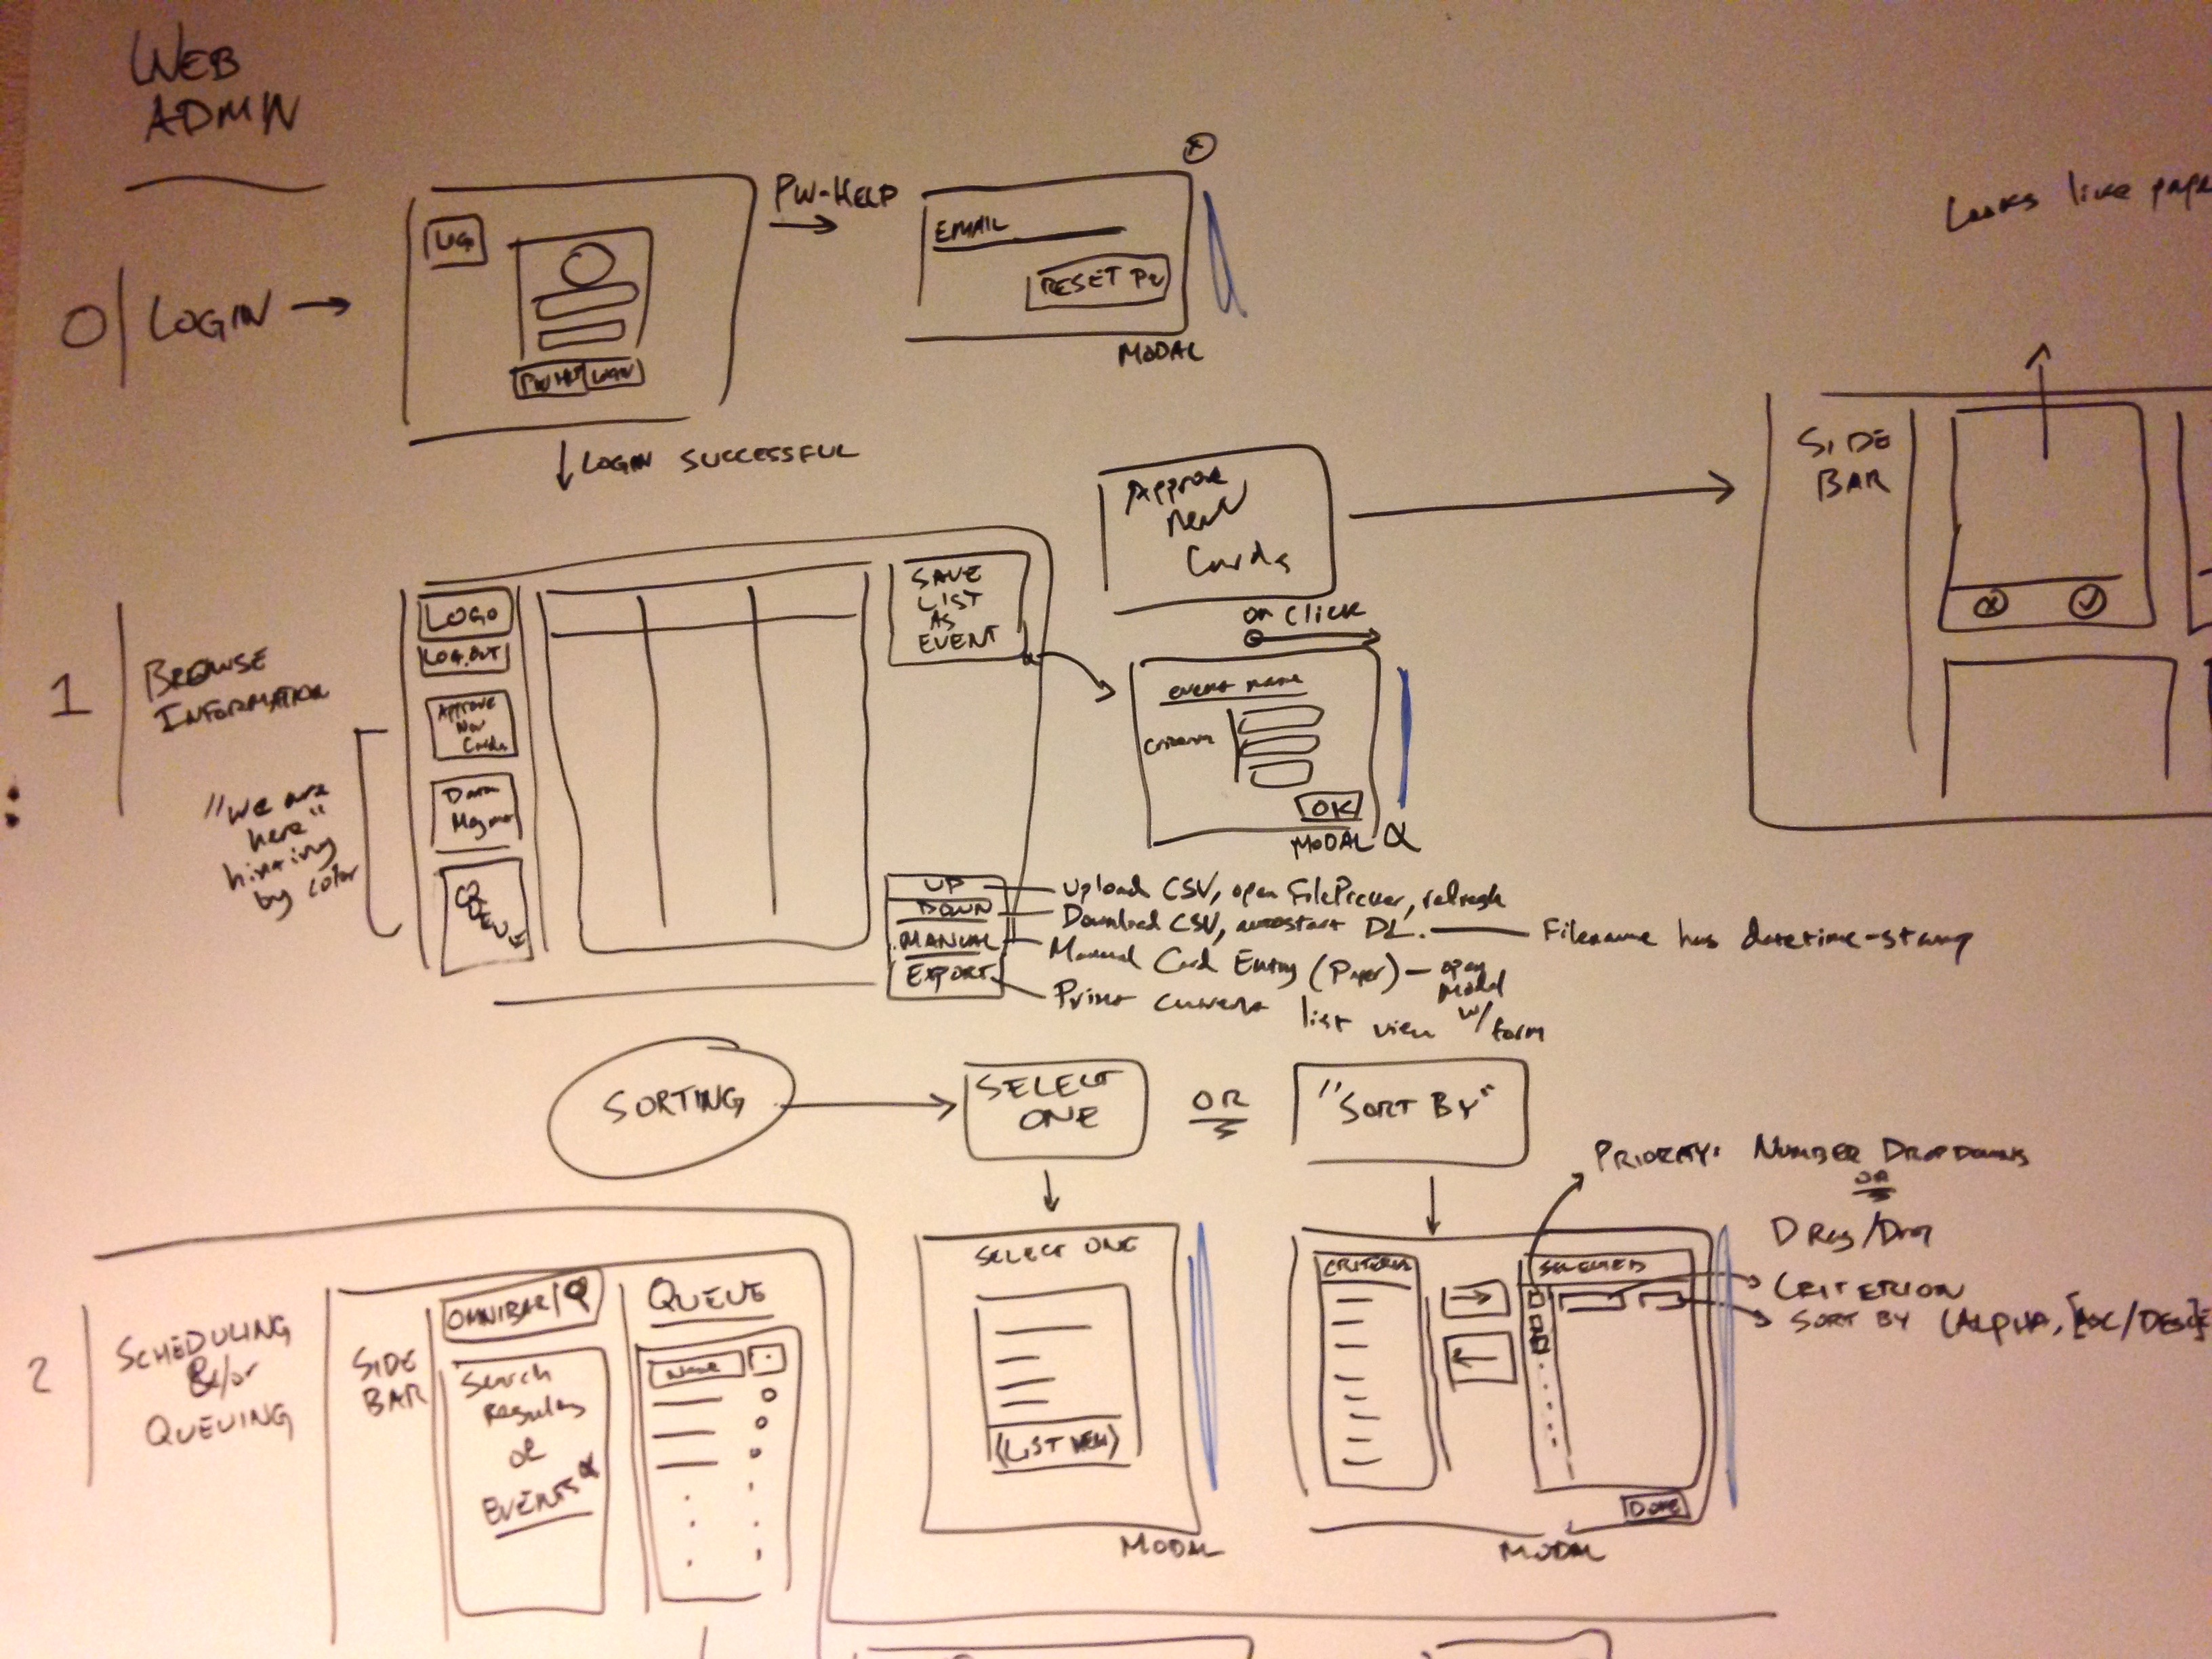 WEB
ADMIN
0 LOGIN
LOGO
PW HLP LOGIN
PW-HELP
EMAIL
RESET PW
MODAL
Looks like pape
LOGIN SUCCESSFUL
Approve
New
Cards
on click
SIDE
BAR
1 BROWSE
INFORMATION
"We are
here"
hinting
by color
LOGO
LOG.OUT
Approve
New
Cards
Data
Mgmt
QUEUE
SAVE
LIST
AS
EVENT
event name
criteria
OK
MODAL α
UP
DOWN
MANUAL
EXPORT
Upload CSV, open FilePicker, refresh
Download CSV, autostart DL. Filename has datetime-stamp
Manual Card Entry (Paper) - open
modal
w/form
Print current list view
SORTING
SELECT
ONE
OR
"SORT BY"
PRIORITY: NUMBER DROPDOWNS
OR
Drag/Drop
CRITERION
SORT BY (ALPHA, [ASC/DESC]
SELECT ONE
(LIST VIEW)
MODAL
CRITERIA
SELECTED
DONE
MODAL
2 SCHEDULING
&/or
QUEUING
SIDE
BAR
OMNIBAR
Search
Results
or
EVENTS α
QUEUE
Name